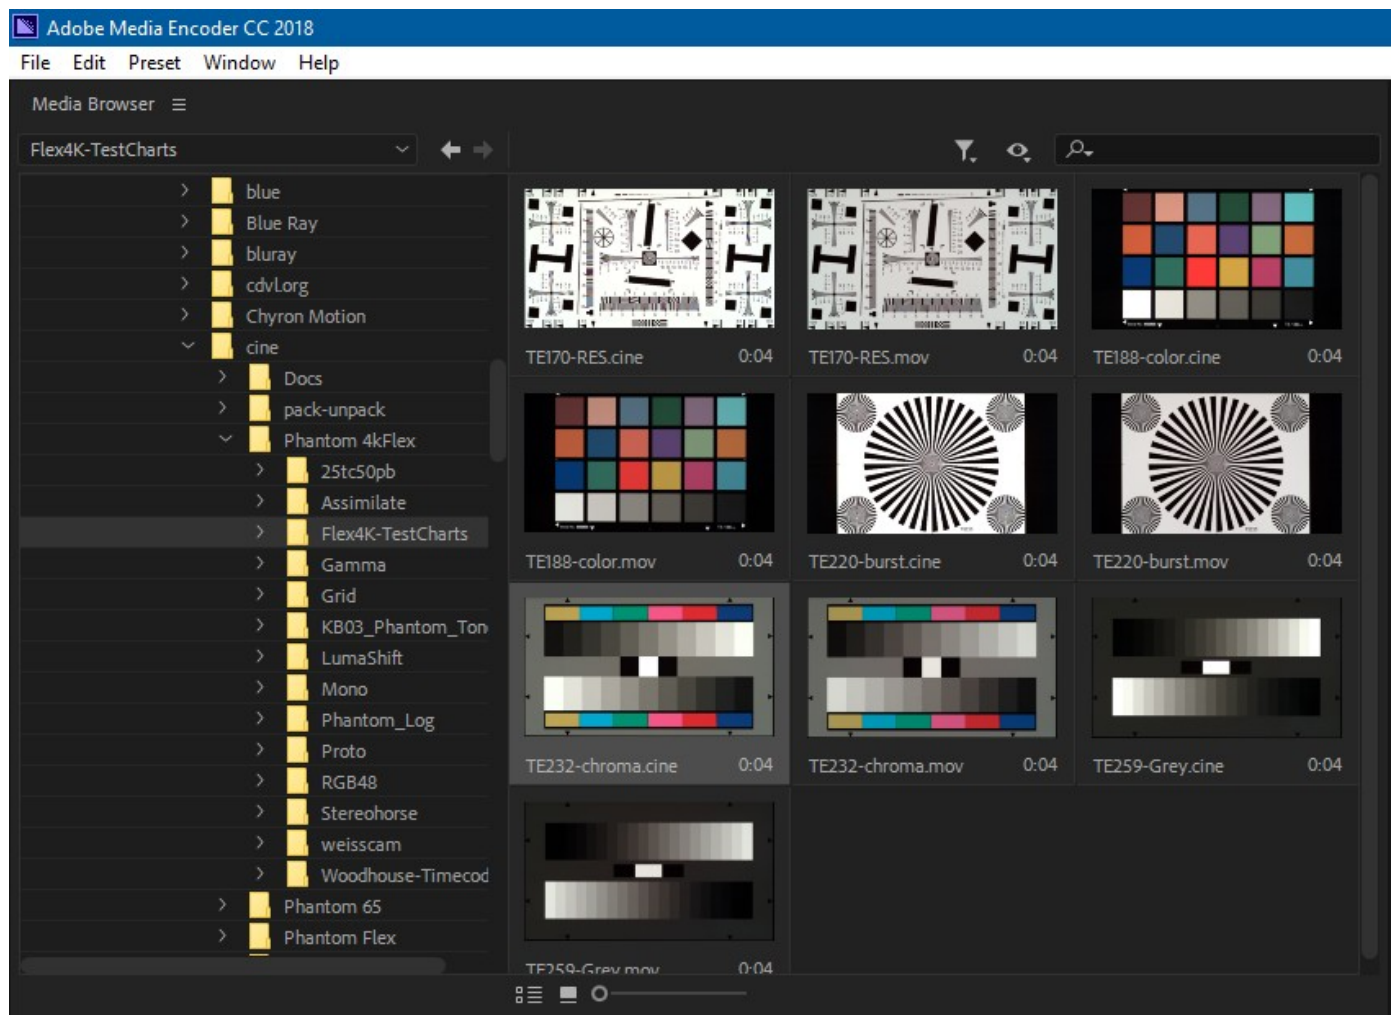 Adobe Media Encoder CC 2018
File Edit Preset Window Help
Media Browser
Flex4K-TestCharts
blue
Blue Ray
bluray
cdvl.org
Chyron Motion
cine
Docs
pack-unpack
Phantom 4kFlex
25tc50pb
Assimilate
Flex4K-TestCharts
Gamma
Grid
KB03_Phantom_Ton
LumaShift
Mono
Phantom_Log
Proto
RGB48
Stereohorse
weisscam
Woodhouse-Timecod
Phantom 65
Phantom Flex
TE170-RES.cine 0:04
TE170-RES.mov 0:04
TE188-color.cine 0:04
TE188-color.mov 0:04
TE220-burst.cine 0:04
TE220-burst.mov 0:04
TE232-chroma.cine 0:04
TE232-chroma.mov 0:04
TE259-Grey.cine 0:04
TE259-Grey.mov 0:04